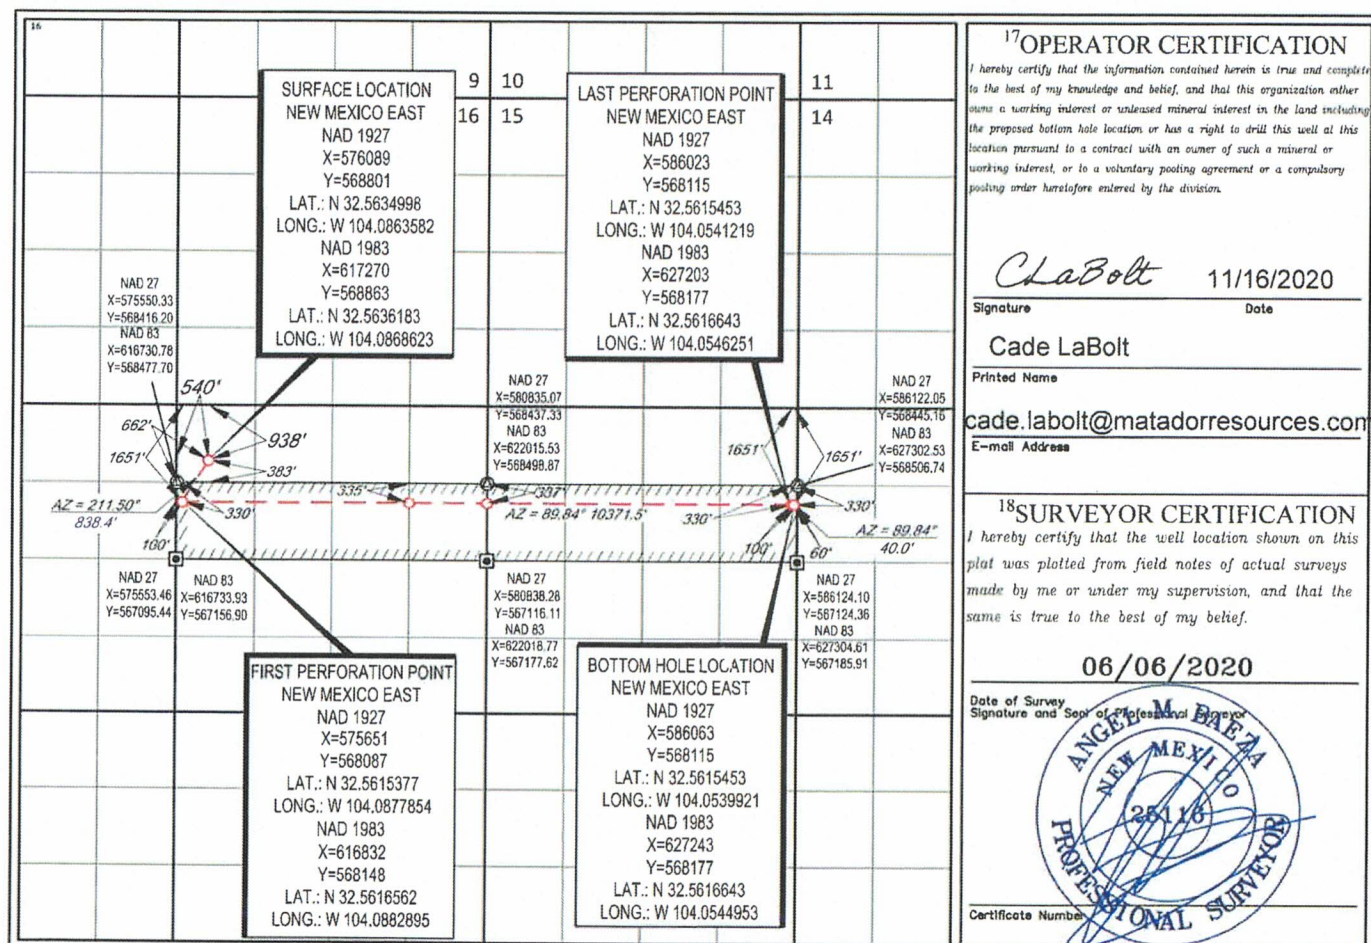 16
9 10
11
16 15
14
SURFACE LOCATION
NEW MEXICO EAST
NAD 1927
X=576089
Y=568801
LAT.: N 32.5634998
LONG.: W 104.0863582
NAD 1983
X=617270
Y=568863
LAT.: N 32.5636183
LONG.: W 104.0868623
LAST PERFORATION POINT
NEW MEXICO EAST
NAD 1927
X=586023
Y=568115
LAT.: N 32.5615453
LONG.: W 104.0541219
NAD 1983
X=627203
Y=568177
LAT.: N 32.5616643
LONG.: W 104.0546251
NAD 27
X=575550.33
Y=568416.20
NAD 83
X=616730.78
Y=568477.70
540'
662'
938'
1651'
383'
NAD 27
X=580835.07
Y=568437.33
NAD 83
X=622015.53
Y=568498.87
NAD 27
X=586122.05
Y=568445.16
NAD 83
X=627302.53
Y=568506.74
1651'
1651'
AZ = 211.50°
838.4'
330'
100'
335'
337'
AZ = 89.84° 10371.5'
330'
330'
100'
60'
AZ = 89.84°
40.0'
NAD 27
X=575553.46
Y=567095.44
NAD 83
X=616733.93
Y=567156.90
NAD 27
X=580838.28
Y=567116.11
NAD 83
X=622018.77
Y=567177.62
NAD 27
X=586124.10
Y=567124.36
NAD 83
X=627304.61
Y=567185.91
FIRST PERFORATION POINT
NEW MEXICO EAST
NAD 1927
X=575651
Y=568087
LAT.: N 32.5615377
LONG.: W 104.0877854
NAD 1983
X=616832
Y=568148
LAT.: N 32.5616562
LONG.: W 104.0882895
BOTTOM HOLE LOCATION
NEW MEXICO EAST
NAD 1927
X=586063
Y=568115
LAT.: N 32.5615453
LONG.: W 104.0539921
NAD 1983
X=627243
Y=568177
LAT.: N 32.5616643
LONG.: W 104.0544953
17 OPERATOR CERTIFICATION
I hereby certify that the information contained herein is true and complete
to the best of my knowledge and belief, and that this organization either
owns a working interest or unleased mineral interest in the land including
the proposed bottom hole location or has a right to drill this well at this
location pursuant to a contract with an owner of such a mineral or
working interest, or to a voluntary pooling agreement or a compulsory
pooling order heretofore entered by the division.
CLaBolt 11/16/2020
Signature Date
Cade LaBolt
Printed Name
cade.labolt@matadorresources.com
E-mail Address
18 SURVEYOR CERTIFICATION
I hereby certify that the well location shown on this
plat was plotted from field notes of actual surveys
made by me or under my supervision, and that the
same is true to the best of my belief.
06/06/2020
Date of Survey
Signature and Seal of Professional Surveyor
ANGEL M. BAEZA
NEW MEXICO
25116
PROFESSIONAL SURVEYOR
Certificate Number